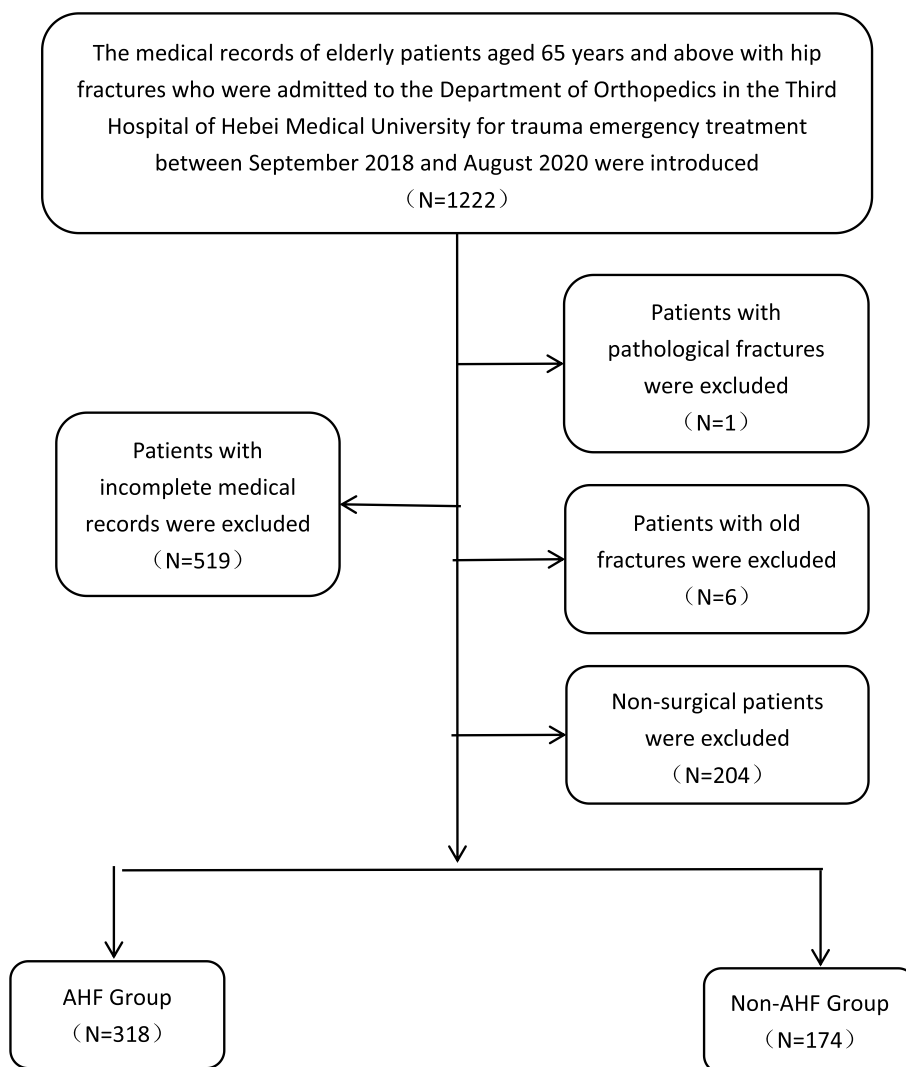 The medical records of elderly patients aged 65 years and above with hip
fractures who were admitted to the Department of Orthopedics in the Third
Hospital of Hebei Medical University for trauma emergency treatment
between September 2018 and August 2020 were introduced
（N=1222）
Patients with
pathological fractures
were excluded
（N=1）
Patients with
incomplete medical
records were excluded
（N=519）
Patients with old
fractures were excluded
（N=6）
Non-surgical patients
were excluded
（N=204）
AHF Group
（N=318）
Non-AHF Group
（N=174）